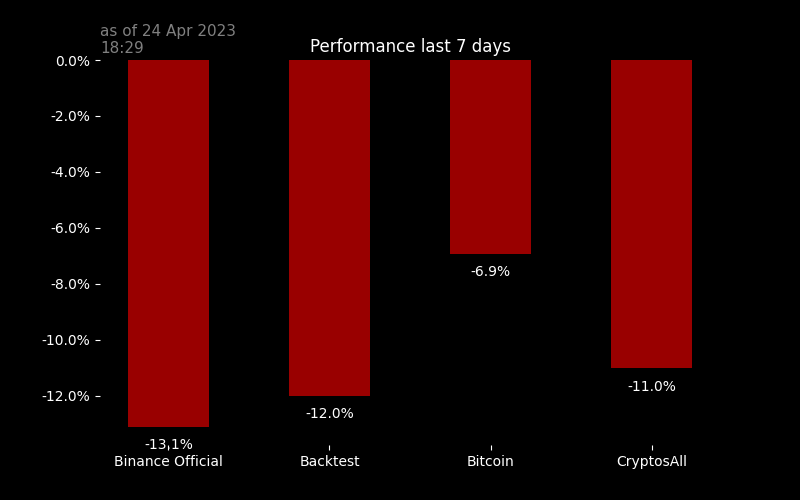 as of 24 Apr 2023
18:29
Performance last 7 days
0.0%
-2.0%
-4.0%
-6.0%
-8.0%
-10.0%
-12.0%
-13.1%
-12.0%
-6.9%
-11.0%
Binance Official
Backtest
Bitcoin
CryptosAll